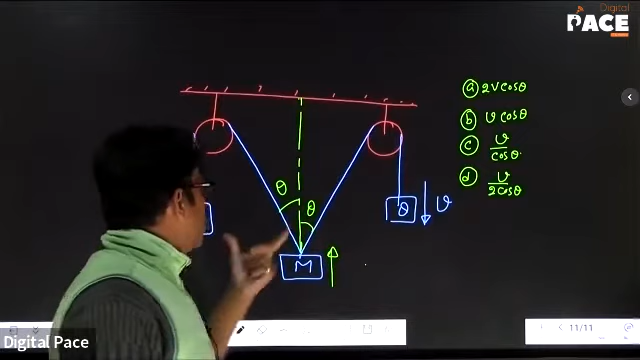 Digital
PACE
ⓐ 2vcosθ
ⓑ v cosθ
ⓒ v/cosθ.
ⓓ v/2cosθ
θ
θ
θ
v
M
Digital Pace
11/11